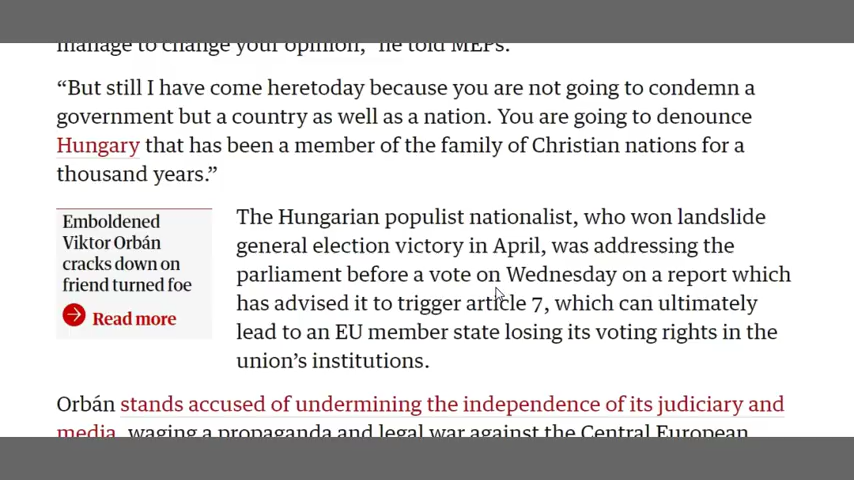 manage to change your opinion,” he told MEPs.
“But still I have come heretoday because you are not going to condemn a
government but a country as well as a nation. You are going to denounce
Hungary that has been a member of the family of Christian nations for a
thousand years.”
Emboldened
Viktor Orbán
cracks down on
friend turned foe
Read more
The Hungarian populist nationalist, who won landslide
general election victory in April, was addressing the
parliament before a vote on Wednesday on a report which
has advised it to trigger article 7, which can ultimately
lead to an EU member state losing its voting rights in the
union’s institutions.
Orbán stands accused of undermining the independence of its judiciary and
media, waging a propaganda and legal war against the Central European